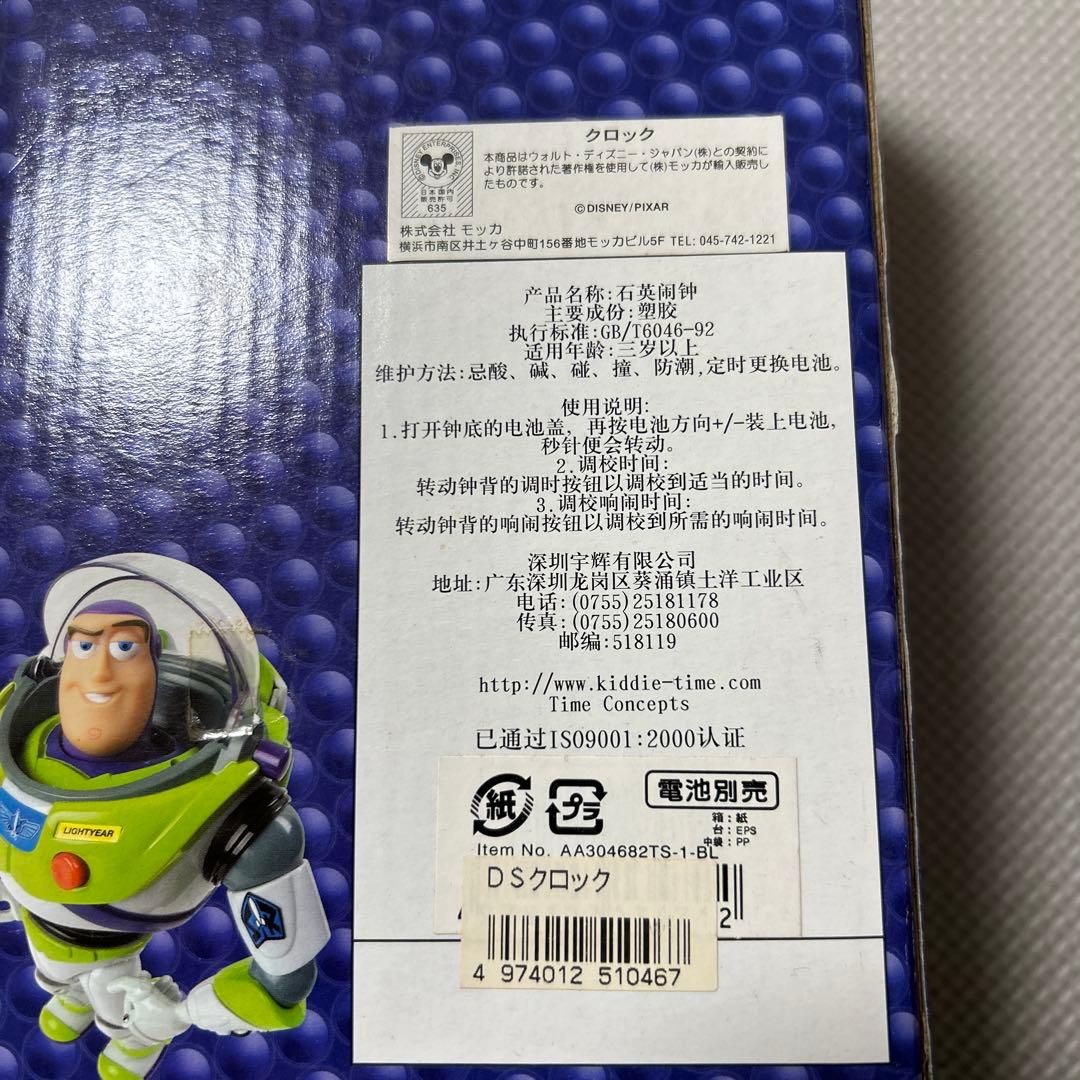 クロック
©DISNEY ENTERPRISES, INC.
日本国内
販売許可
635
本商品はウォルト・ディズニー・ジャパン(株)との契約に
より許諾された著作権を使用して(株)モッカが輸入販売し
たものです。
©DISNEY/PIXAR
株式会社 モッカ
横浜市南区井土ヶ谷中町156番地モッカビル5F TEL: 045-742-1221
产品名称:石英闹钟
主要成份:塑胶
执行标准:GB/T6046-92
适用年龄:三岁以上
维护方法:忌酸、碱、碰、撞、防潮,定时更换电池。
使用说明:
1.打开钟底的电池盖, 再按电池方向+/-装上电池,
秒针便会转动。
2.调校时间:
转动钟背的调时按钮以调校到适当的时间。
3.调校响闹时间:
转动钟背的响闹按钮以调校到所需的响闹时间。
深圳宇辉有限公司
地址:广东深圳龙岗区葵涌镇土洋工业区
电话:(0755)25181178
传真:(0755)25180600
邮编:518119
http://www.kiddie-time.com
Time Concepts
已通过ISO9001:2000认证
紙
プラ
電池別売
箱:紙
台:EPS
中袋:PP
Item No. AA304682TS-1-BL
DSクロック
2
4 974012 510467
LIGHTYEAR